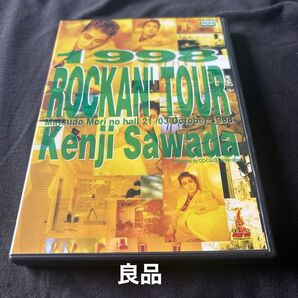 1998
ROCKAN' TOUR
Matsudo Mori no hall 21/03 October 1998
Kenji Sawada
良品